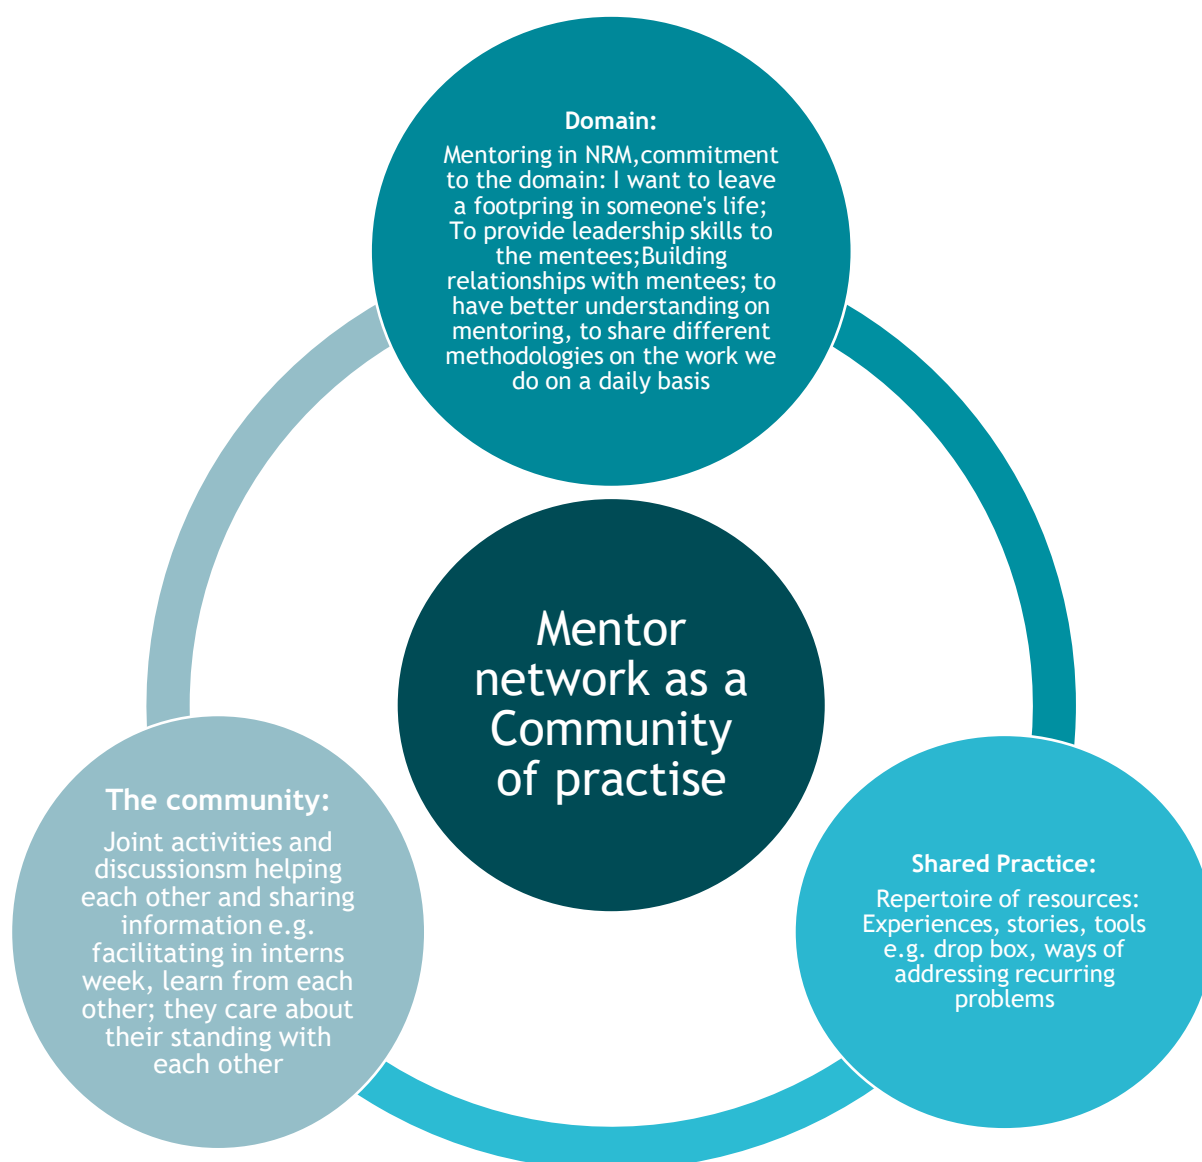 Domain:
Mentoring in NRM,commitment
to the domain: I want to leave
a footpring in someone's life;
To provide leadership skills to
the mentees;Building
relationships with mentees; to
have better understanding on
mentoring, to share different
methodologies on the work we
do on a daily basis
Mentor
network as a
Community
of practise
The community:
Joint activities and
discussionsm helping
each other and sharing
information e.g.
facilitating in interns
week, learn from each
other; they care about
their standing with
each other
Shared Practice:
Repertoire of resources:
Experiences, stories, tools
e.g. drop box, ways of
addressing recurring
problems